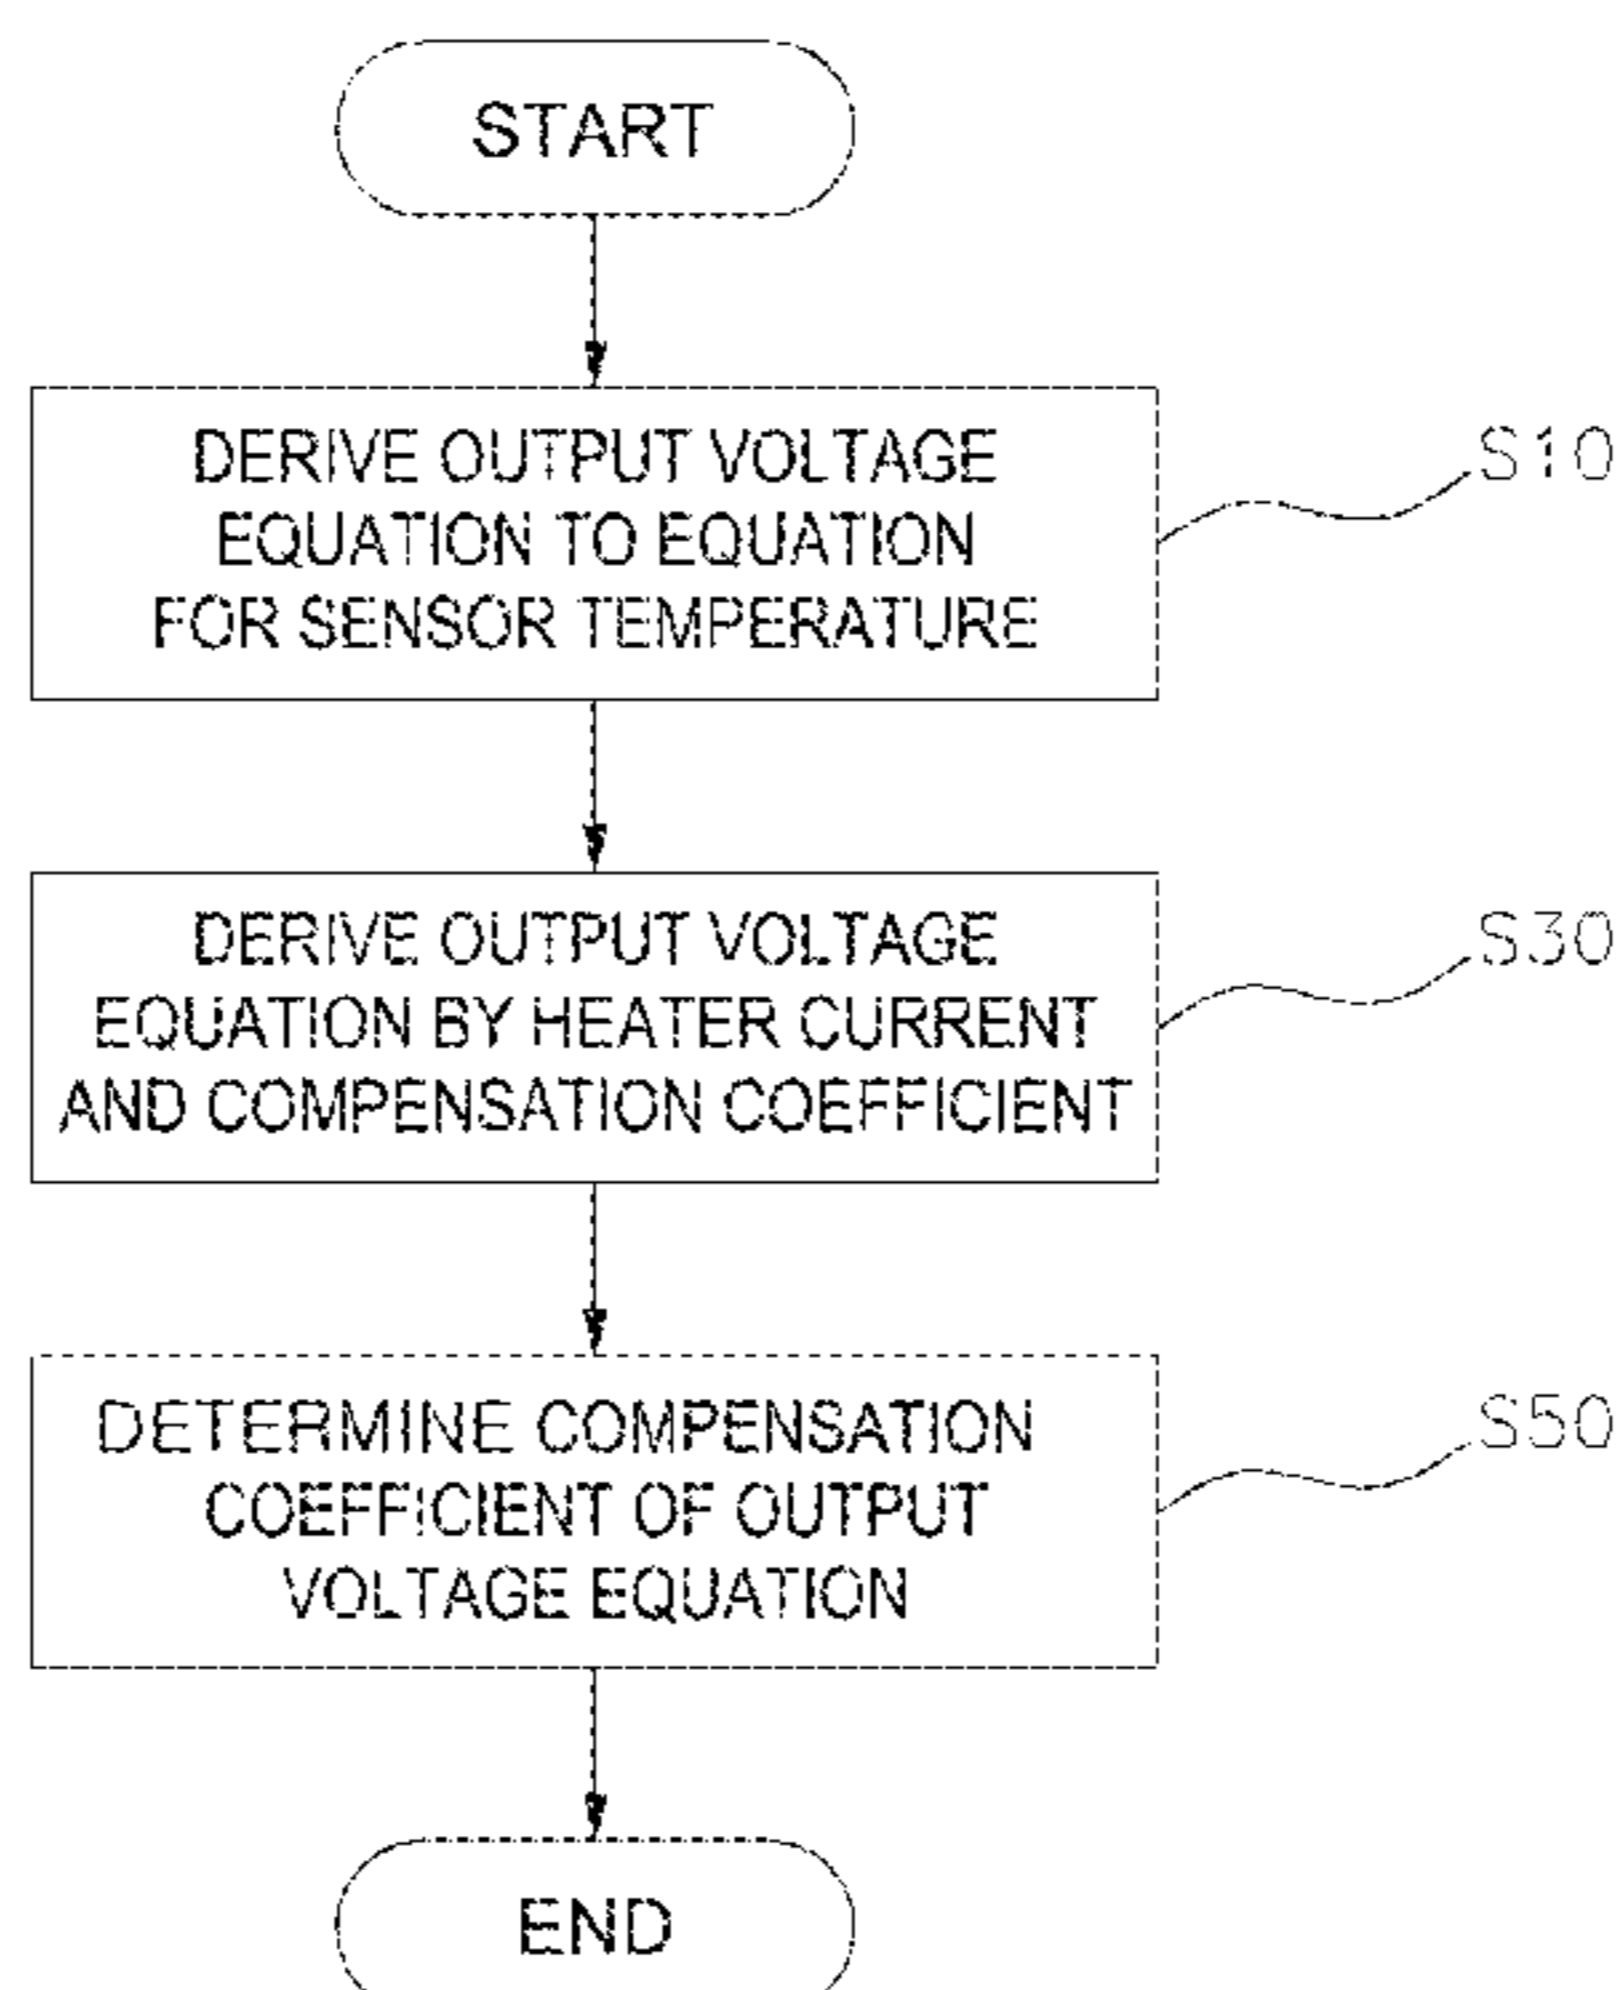 START
DERIVE OUTPUT VOLTAGE
EQUATION TO EQUATION
FOR SENSOR TEMPERATURE
S10
DERIVE OUTPUT VOLTAGE
EQUATION BY HEATER CURRENT
AND COMPENSATION COEFFICIENT
S30
DETERMINE COMPENSATION
COEFFICIENT OF OUTPUT
VOLTAGE EQUATION
S50
END